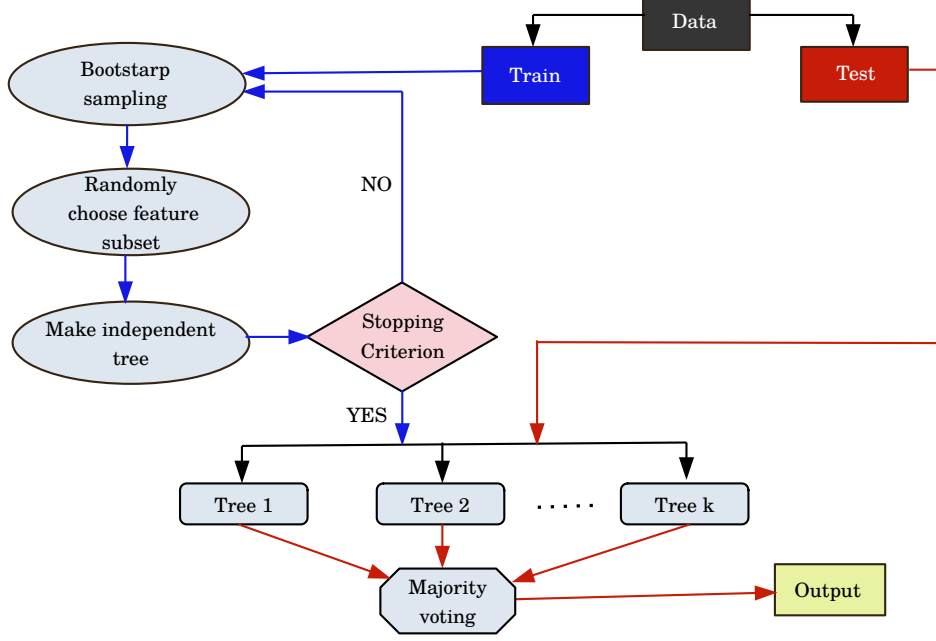 Data
Train
Test
Bootstarp
sampling
NO
Randomly
choose feature
subset
Make independent
tree
Stopping
Criterion
YES
Tree 1
Tree 2
.....
Tree k
Majority
voting
Output